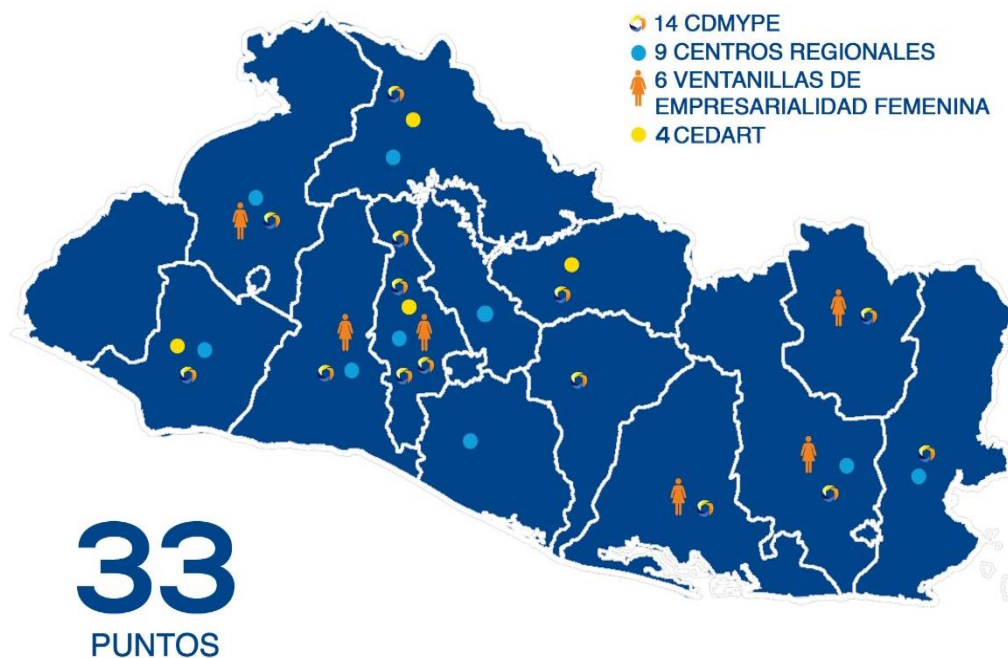 14 CDMYPE
9 CENTROS REGIONALES
6 VENTANILLAS DE
EMPRESARIALIDAD FEMENINA
4 CEDART
33
PUNTOS